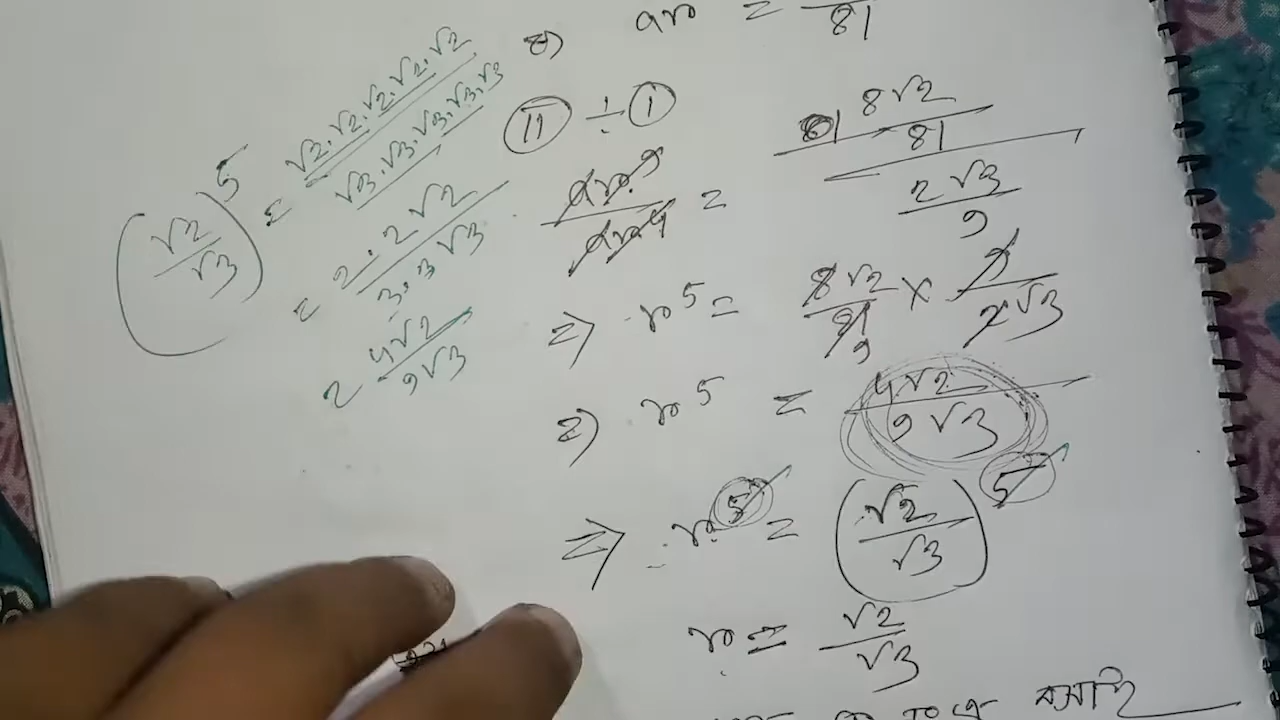 ⇒) ar = /81
(II) ÷ (I)
ar⁹/ar⁴ = (8√2/81)/(2√3/9)
⇒ r⁵ = 8√2/81 × 9/2√3
⇒) r⁵ = 4√2/9√3
⇒ r⁵ = (√2/√3)⁵
r = √2/√3
বসাই
(√2/√3)⁵ = √2.√2.√2.√2.√2/√3.√3.√3.√3.√3
= 2.2√2/3.3√3
= 4√2/9√3